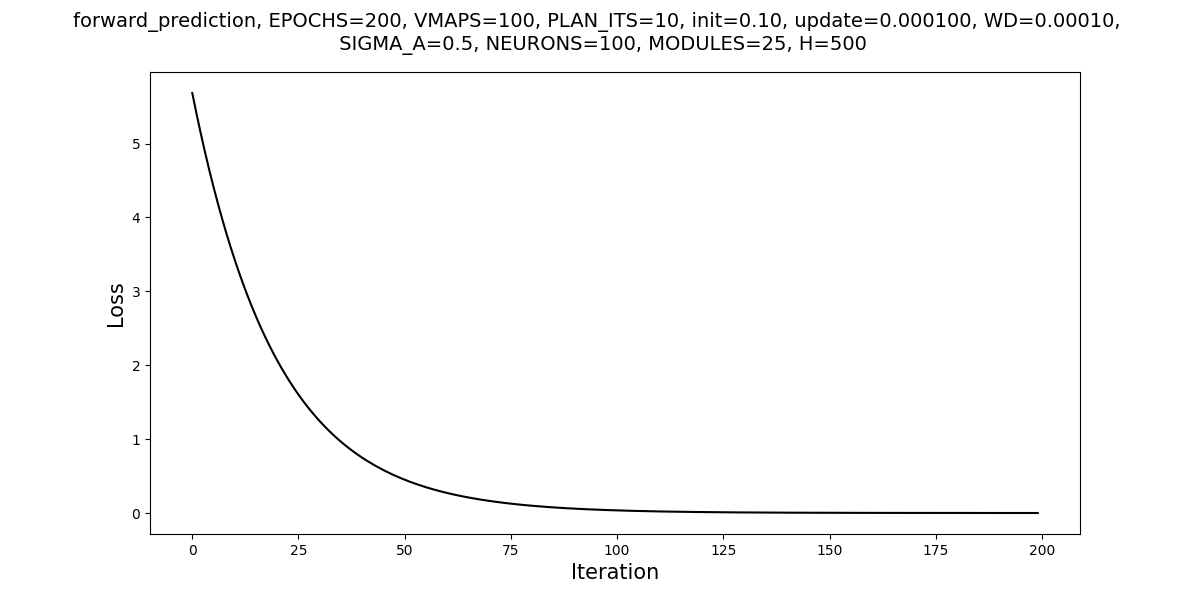 forward_prediction, EPOCHS=200, VMAPS=100, PLAN_ITS=10, init=0.10, update=0.000100, WD=0.00010,
SIGMA_A=0.5, NEURONS=100, MODULES=25, H=500
5
4
3
2
1
0
Loss
0 25 50 75 100 125 150 175 200
Iteration